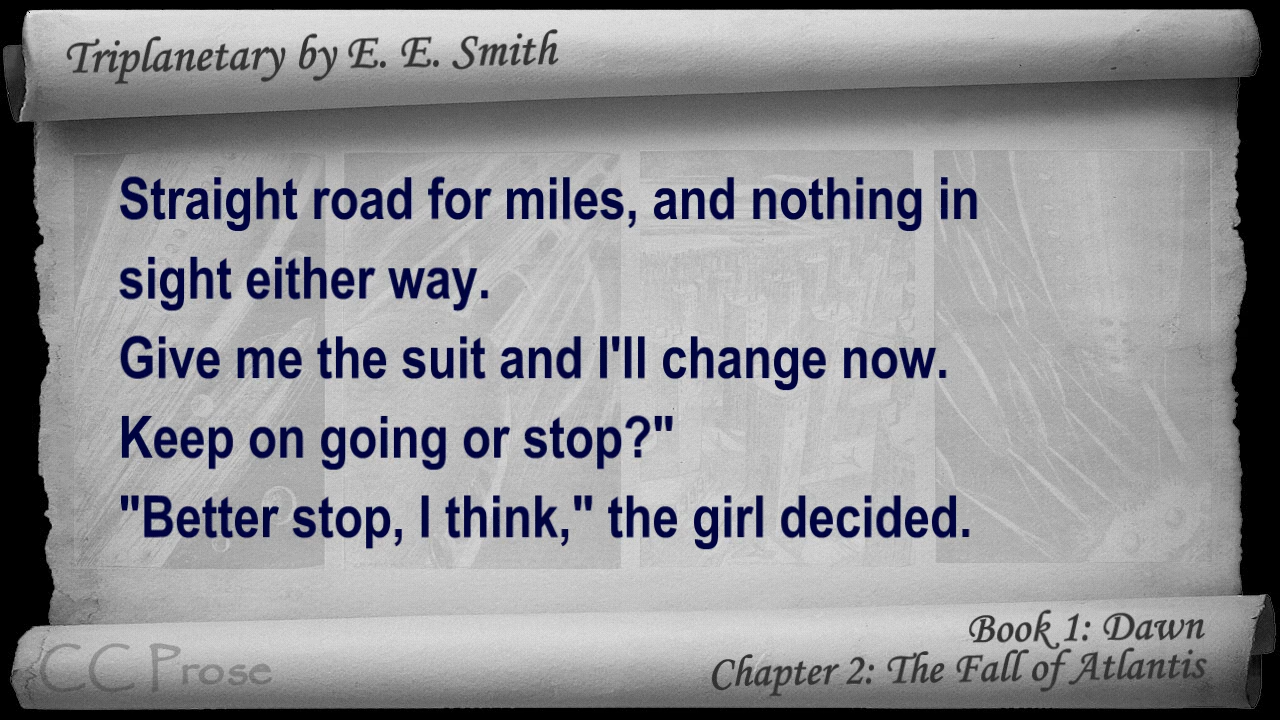 Triplanetary by E. E. Smith
Straight road for miles, and nothing in
sight either way.
Give me the suit and I'll change now.
Keep on going or stop?"
"Better stop, I think," the girl decided.
Book 1: Dawn
Chapter 2: The Fall of Atlantis
CC Prose